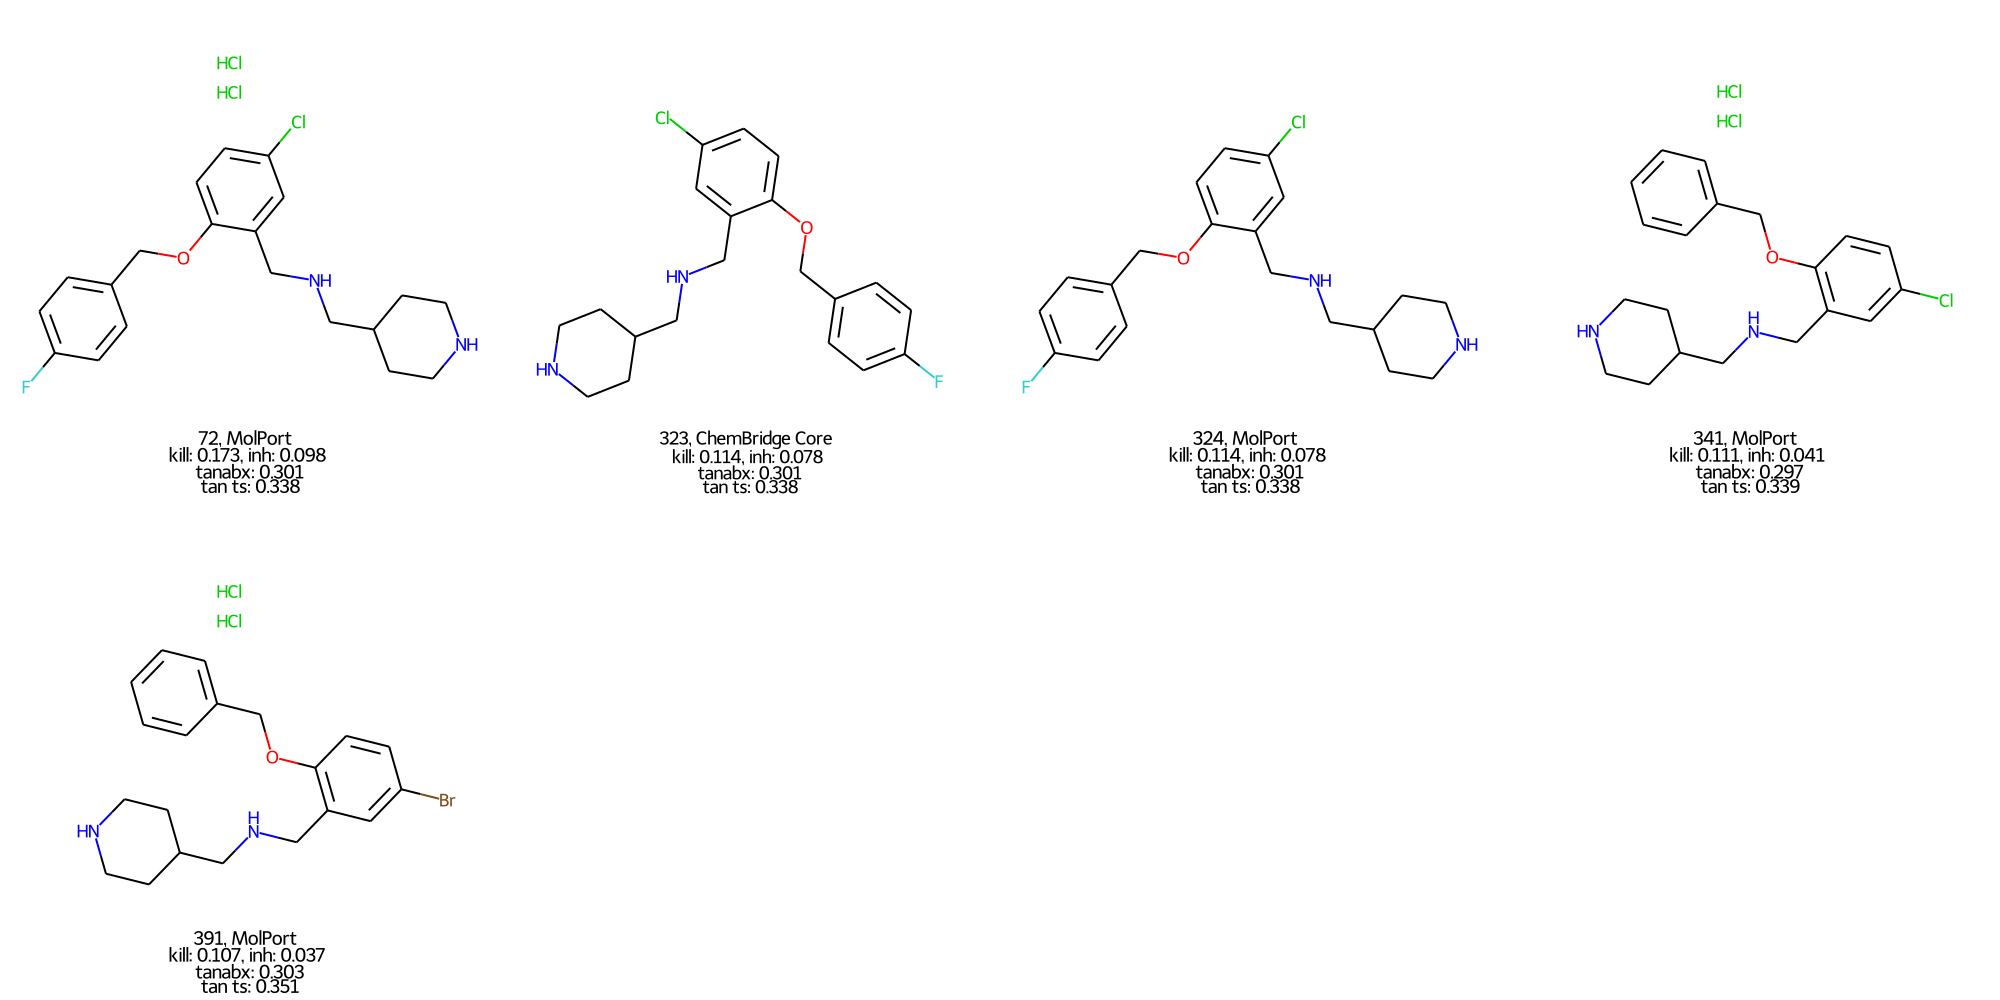 HCl
HCl
Cl
O
NH
NH
F
72, MolPort
kill: 0.173, inh: 0.098
tanabx: 0.301
tan ts: 0.338
Cl
O
HN
HN
F
323, ChemBridge Core
kill: 0.114, inh: 0.078
tanabx: 0.301
tan ts: 0.338
Cl
O
NH
NH
F
324, MolPort
kill: 0.114, inh: 0.078
tanabx: 0.301
tan ts: 0.338
HCl
HCl
O
Cl
H
N
HN
341, MolPort
kill: 0.111, inh: 0.041
tanabx: 0.297
tan ts: 0.339
HCl
HCl
O
Br
H
N
HN
391, MolPort
kill: 0.107, inh: 0.037
tanabx: 0.303
tan ts: 0.351